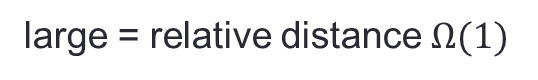 large = relative distance Ω(1)